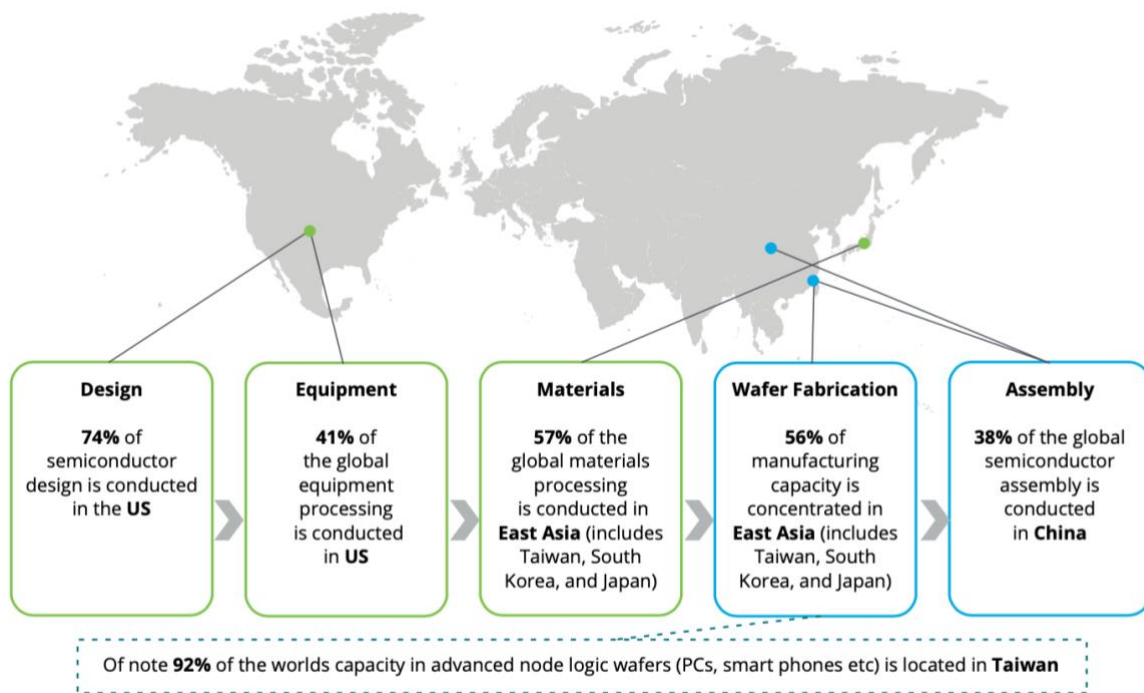 Design
74% of
semiconductor
design is conducted
in the US
Equipment
41% of
the global
equipment
processing
is conducted
in US
Materials
57% of the
global materials
processing
is conducted in
East Asia (includes
Taiwan, South
Korea, and Japan)
Wafer Fabrication
56% of
manufacturing
capacity is
concentrated in
East Asia (includes
Taiwan, South
Korea, and Japan)
Assembly
38% of the global
semiconductor
assembly is
conducted
in China
Of note 92% of the worlds capacity in advanced node logic wafers (PCs, smart phones etc) is located in Taiwan